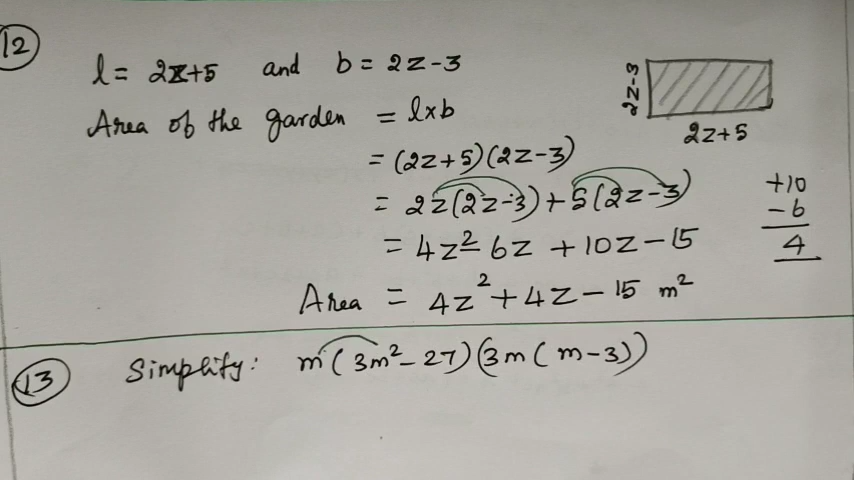 12
l = 2z+5 and b = 2z-3
Area of the garden = l×b
= (2z+5)(2z-3)
= 2z(2z-3)+5(2z-3)
= 4z²-6z +10z-15
Area = 4z²+4z-15 m²
2z-3
2z+5
+10
-6
4
13 Simplify: m(3m²-27)(3m(m-3))